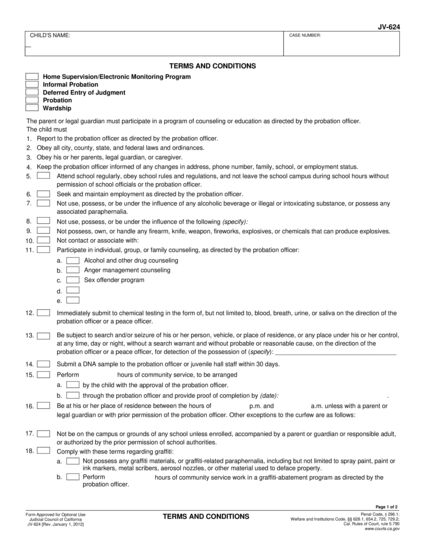 JV-624
CHILD'S NAME:
CASE NUMBER:
TERMS AND CONDITIONS
Home Supervision/Electronic Monitoring Program
Informal Probation
Deferred Entry of Judgment
Probation
Wardship
The parent or legal guardian must participate in a program of counseling or education as directed by the probation officer.
The child must
1. Report to the probation officer as directed by the probation officer.
2. Obey all city, county, state, and federal laws and ordinances.
3. Obey his or her parents, legal guardian, or caregiver.
4. Keep the probation officer informed of any changes in address, phone number, family, school, or employment status.
5. Attend school regularly, obey school rules and regulations, and not leave the school campus during school hours without
permission of school officials or the probation officer.
6. Seek and maintain employment as directed by the probation officer.
7. Not use, possess, or be under the influence of any alcoholic beverage or illegal or intoxicating substance, or possess any
associated paraphernalia.
8. Not use, possess, or be under the influence of the following (specify):
9. Not possess, own, or handle any firearm, knife, weapon, fireworks, explosives, or chemicals that can produce explosives.
10. Not contact or associate with:
11. Participate in individual, group, or family counseling, as directed by the probation officer:
a. Alcohol and other drug counseling
b. Anger management counseling
c. Sex offender program
d.
e.
12. Immediately submit to chemical testing in the form of, but not limited to, blood, breath, urine, or saliva on the direction of the
probation officer or a peace officer.
13. Be subject to search and/or seizure of his or her person, vehicle, or place of residence, or any place under his or her control,
at any time, day or night, without a search warrant and without probable or reasonable cause, on the direction of the
probation officer or a peace officer, for detection of the possession of (specify):
14. Submit a DNA sample to the probation officer or juvenile hall staff within 30 days.
15. Perform hours of community service, to be arranged
a. by the child with the approval of the probation officer.
b. through the probation officer and provide proof of completion by (date): .
16. Be at his or her place of residence between the hours of p.m. and a.m. unless with a parent or
legal guardian or with prior permission of the probation officer. Other exceptions to the curfew are as follows:
17. Not be on the campus or grounds of any school unless enrolled, accompanied by a parent or guardian or responsible adult,
or authorized by the prior permission of school authorities.
18. Comply with these terms regarding graffiti:
a. Not possess any graffiti materials, or graffiti-related paraphernalia, including but not limited to spray paint, paint or
ink markers, metal scribers, aerosol nozzles, or other material used to deface property.
b. Perform hours of community service work in a graffiti-abatement program as directed by the
probation officer.
Page 1 of 2
Form Approved for Optional Use
Judicial Council of California
JV-624 [Rev. January 1, 2012]
TERMS AND CONDITIONS
Penal Code, § 296.1;
Welfare and Institutions Code, §§ 628.1, 654.2, 725, 729.2;
Cal. Rules of Court, rule 5.790
www.courts.ca.gov